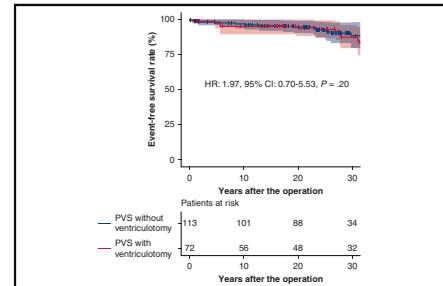 100
75
50
25
0
Event-free survival rate (%)
HR: 1.97, 95% CI: 0.70-5.53, P = .20
0 10 20 30
Years after the operation
Patients at risk
PVS without ventriculotomy 113 101 88 34
PVS with ventriculotomy 72 56 48 32
0 10 20 30
Years after the operation